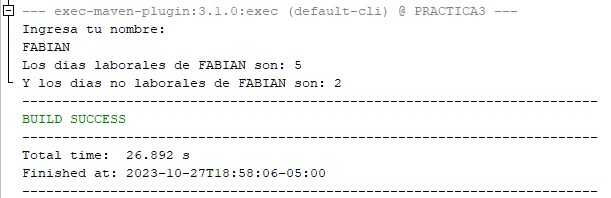 --- exec-maven-plugin:3.1.0:exec (default-cli) @ PRACTICA3 ---
Ingresa tu nombre:
FABIAN
Los dias laborales de FABIAN son: 5
Y los dias no laborales de FABIAN son: 2
------------------------------------------------------------------------
BUILD SUCCESS
------------------------------------------------------------------------
Total time:  26.892 s
Finished at: 2023-10-27T18:58:06-05:00
------------------------------------------------------------------------